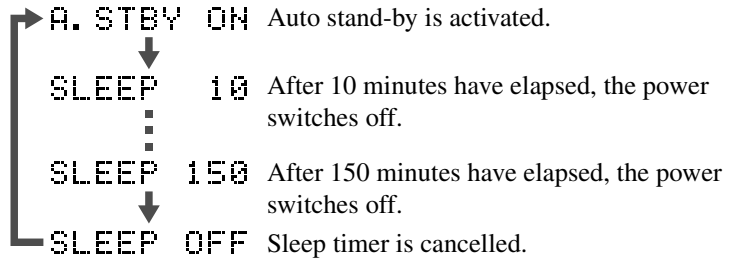 A. STBY ON Auto stand-by is activated.
SLEEP 10 After 10 minutes have elapsed, the power
switches off.
SLEEP 150 After 150 minutes have elapsed, the power
switches off.
SLEEP OFF Sleep timer is cancelled.